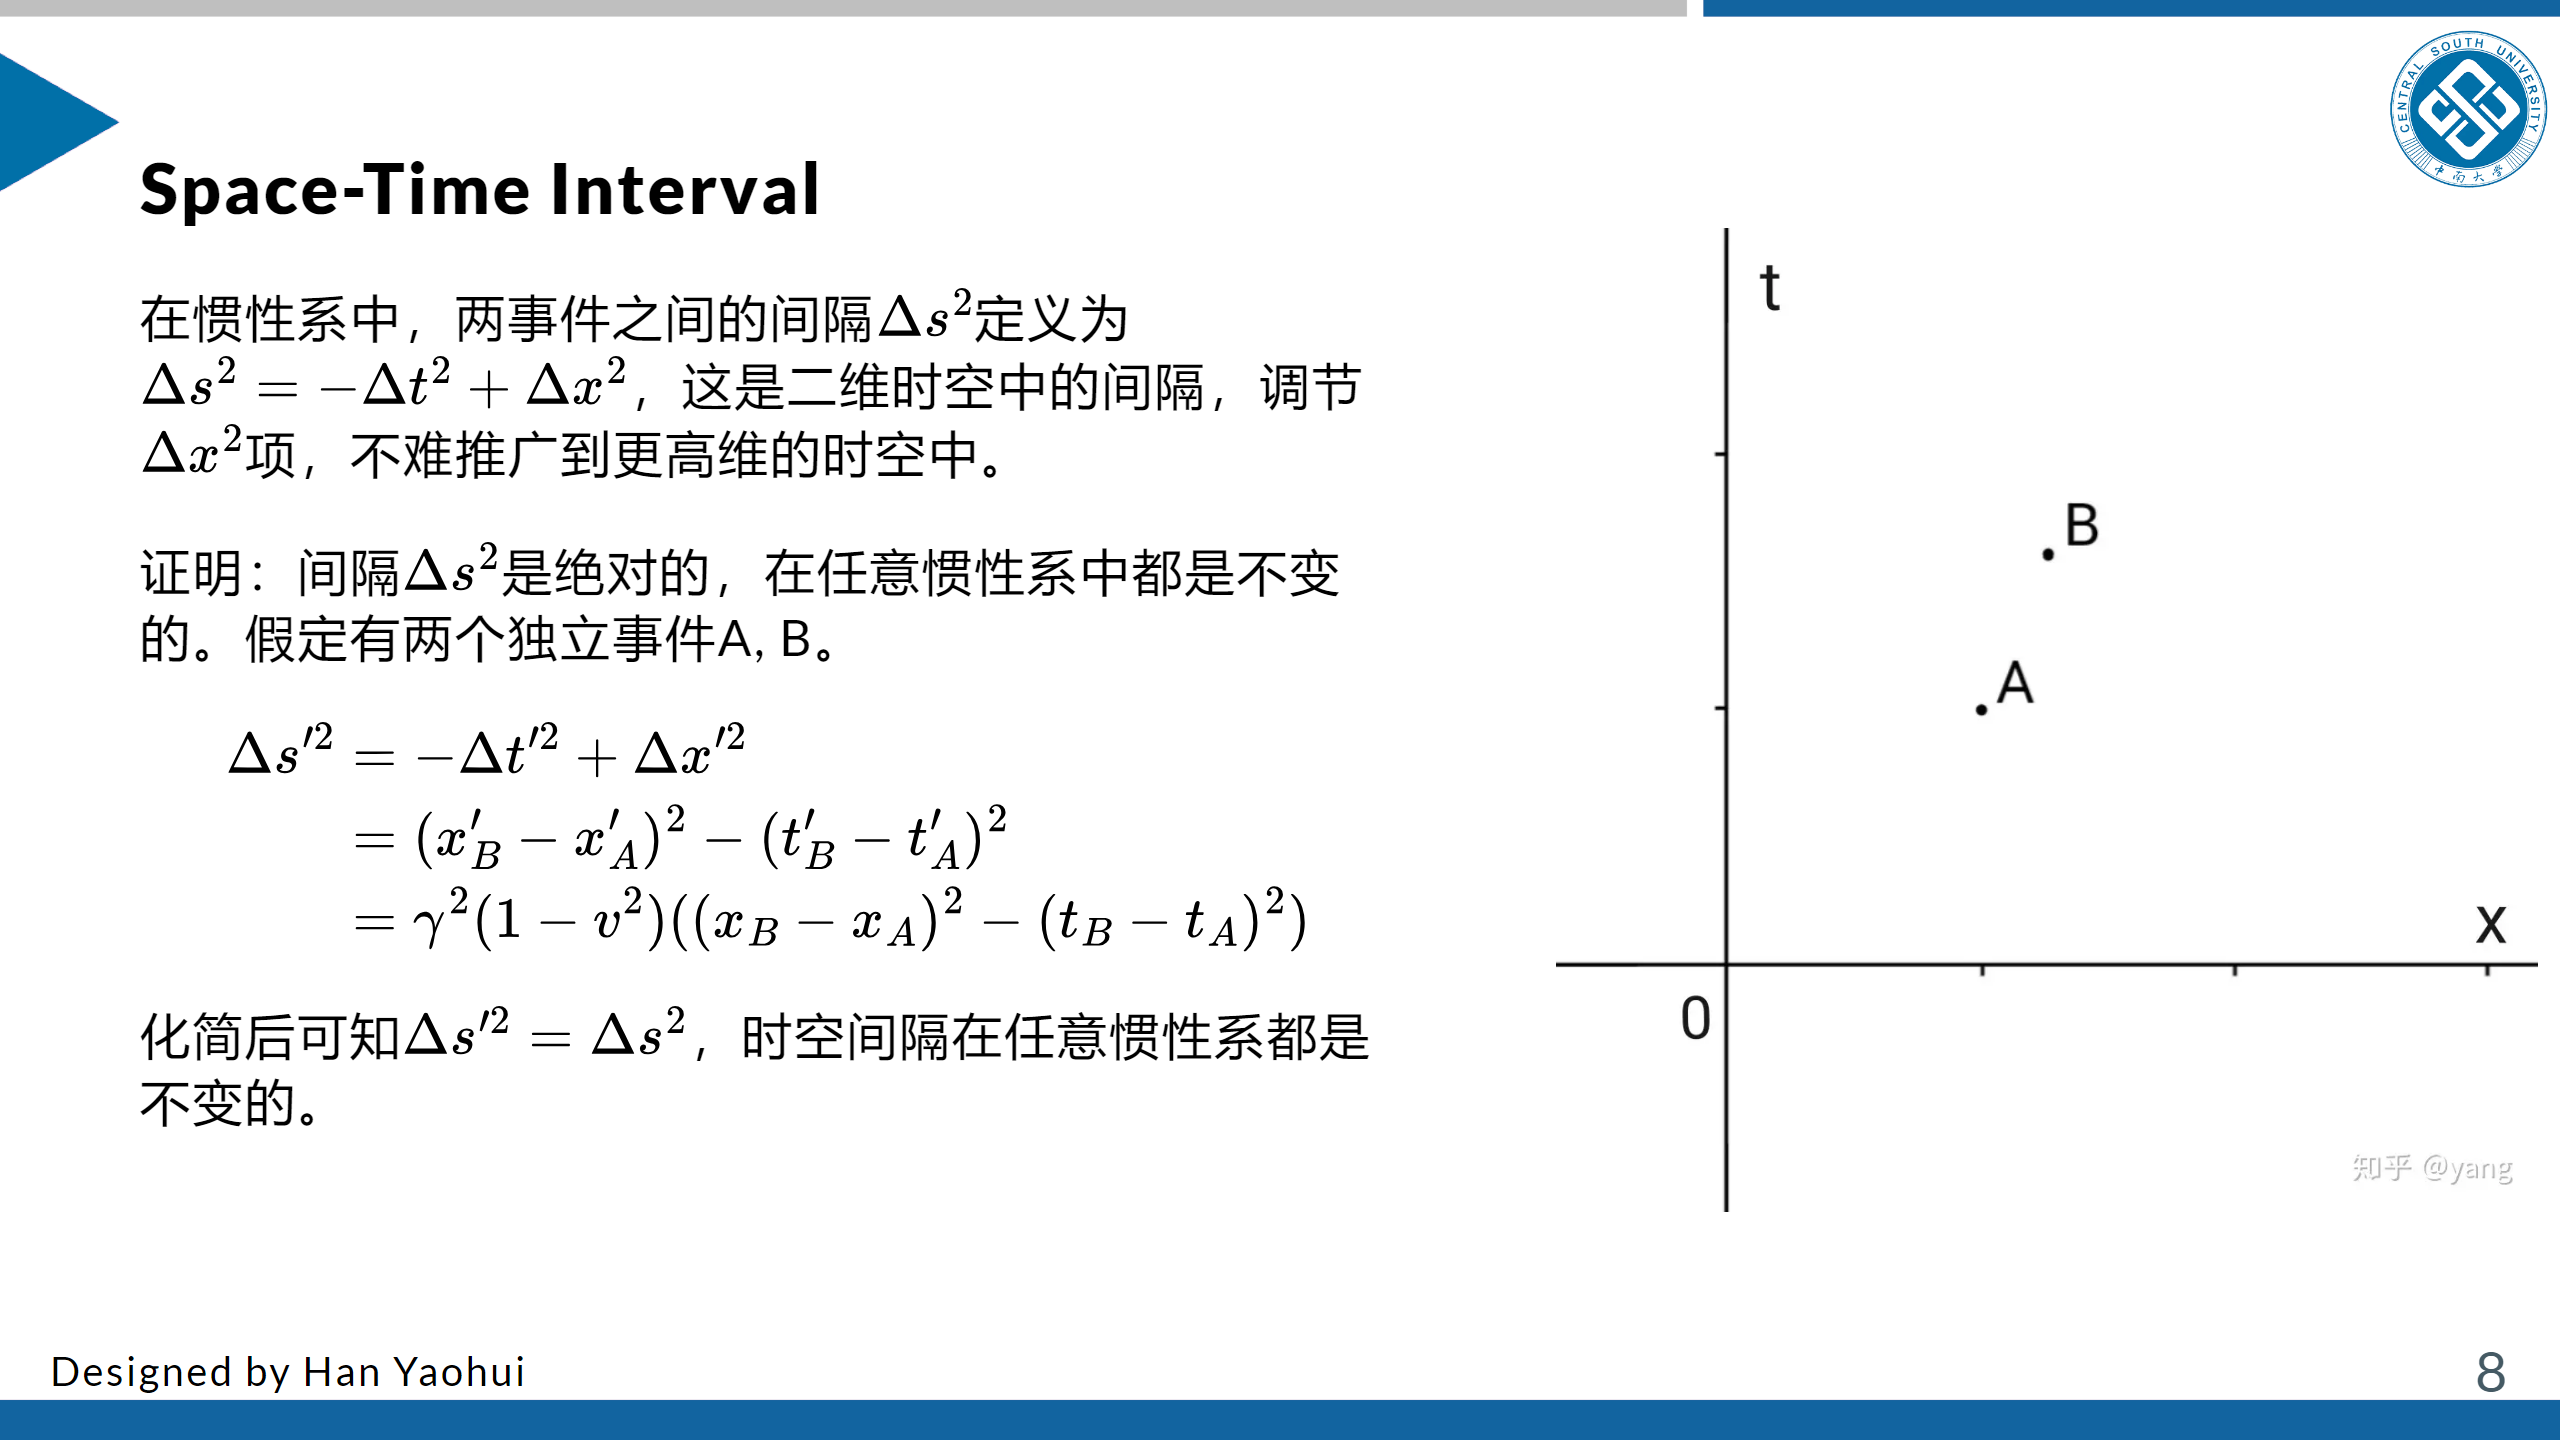 CENTRAL SOUTH UNIVERSITY
中南大学
Space-Time Interval
在惯性系中，两事件之间的间隔Δs²定义为
Δs² = −Δt² + Δx²，这是二维时空中的间隔，调节
Δx²项，不难推广到更高维的时空中。
证明：间隔Δs²是绝对的，在任意惯性系中都是不变
的。假定有两个独立事件A, B。
Δs′² = −Δt′² + Δx′²
= (x′_B − x′_A)² − (t′_B − t′_A)²
= γ²(1 − v²)((x_B − x_A)² − (t_B − t_A)²)
化简后可知Δs′² = Δs²，时空间隔在任意惯性系都是
不变的。
t
B
A
x
0
知乎 @yang
Designed by Han Yaohui
8